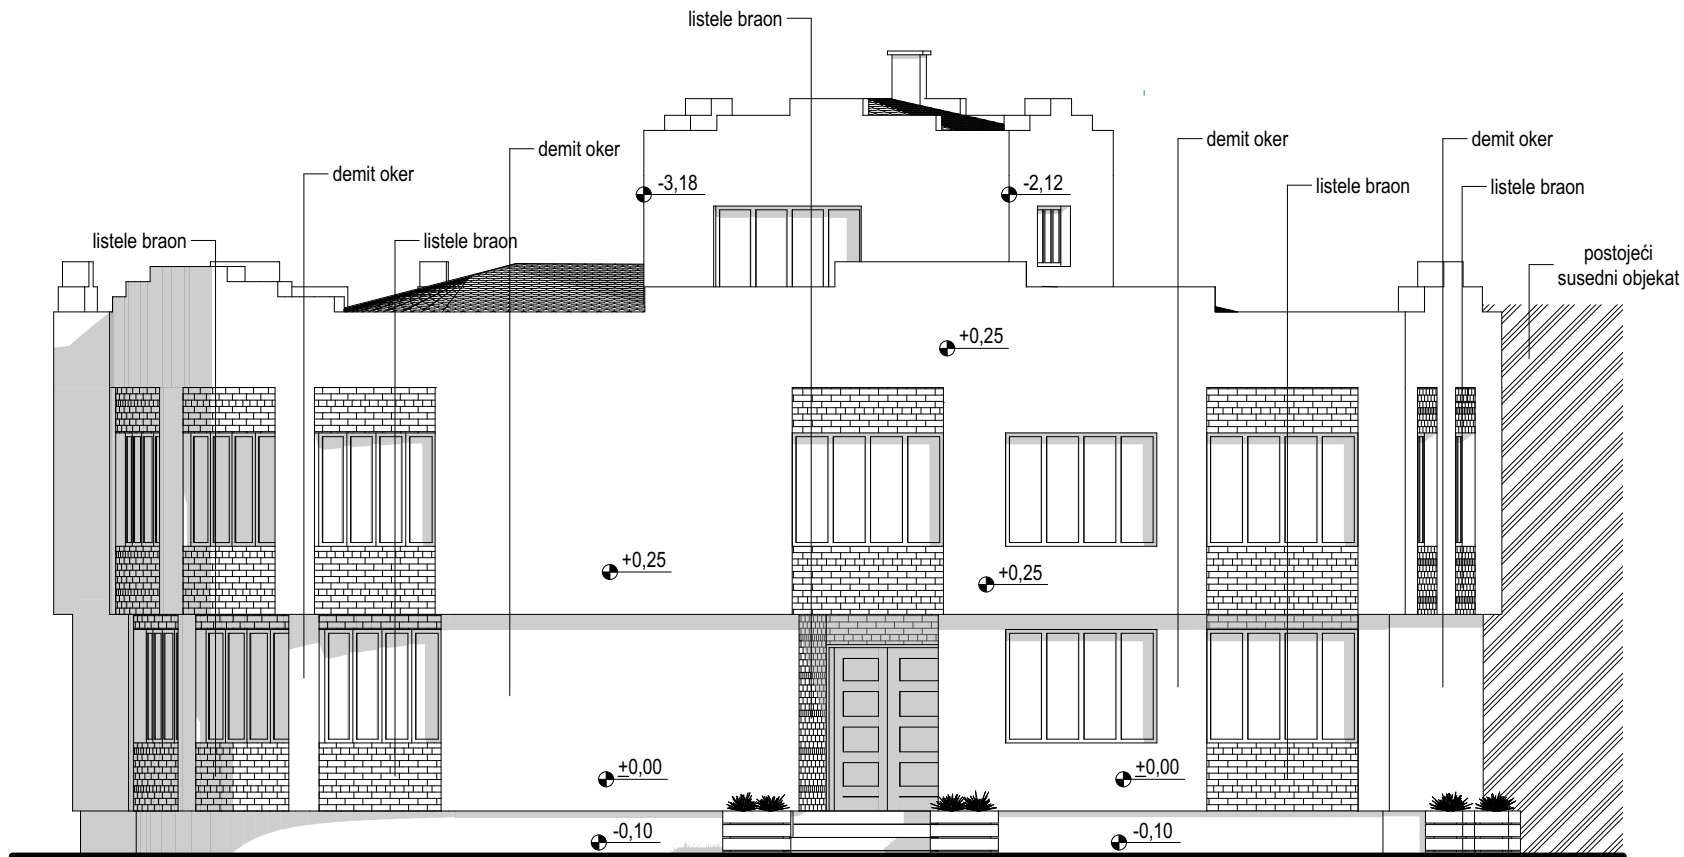 listele braon
demit oker
demit oker
demit oker
demit oker
-3,18
-2,12
listele braon
listele braon
listele braon
listele braon
postojeći
susedni objekat
+0,25
+0,25
+0,25
±0,00
±0,00
-0,10
-0,10